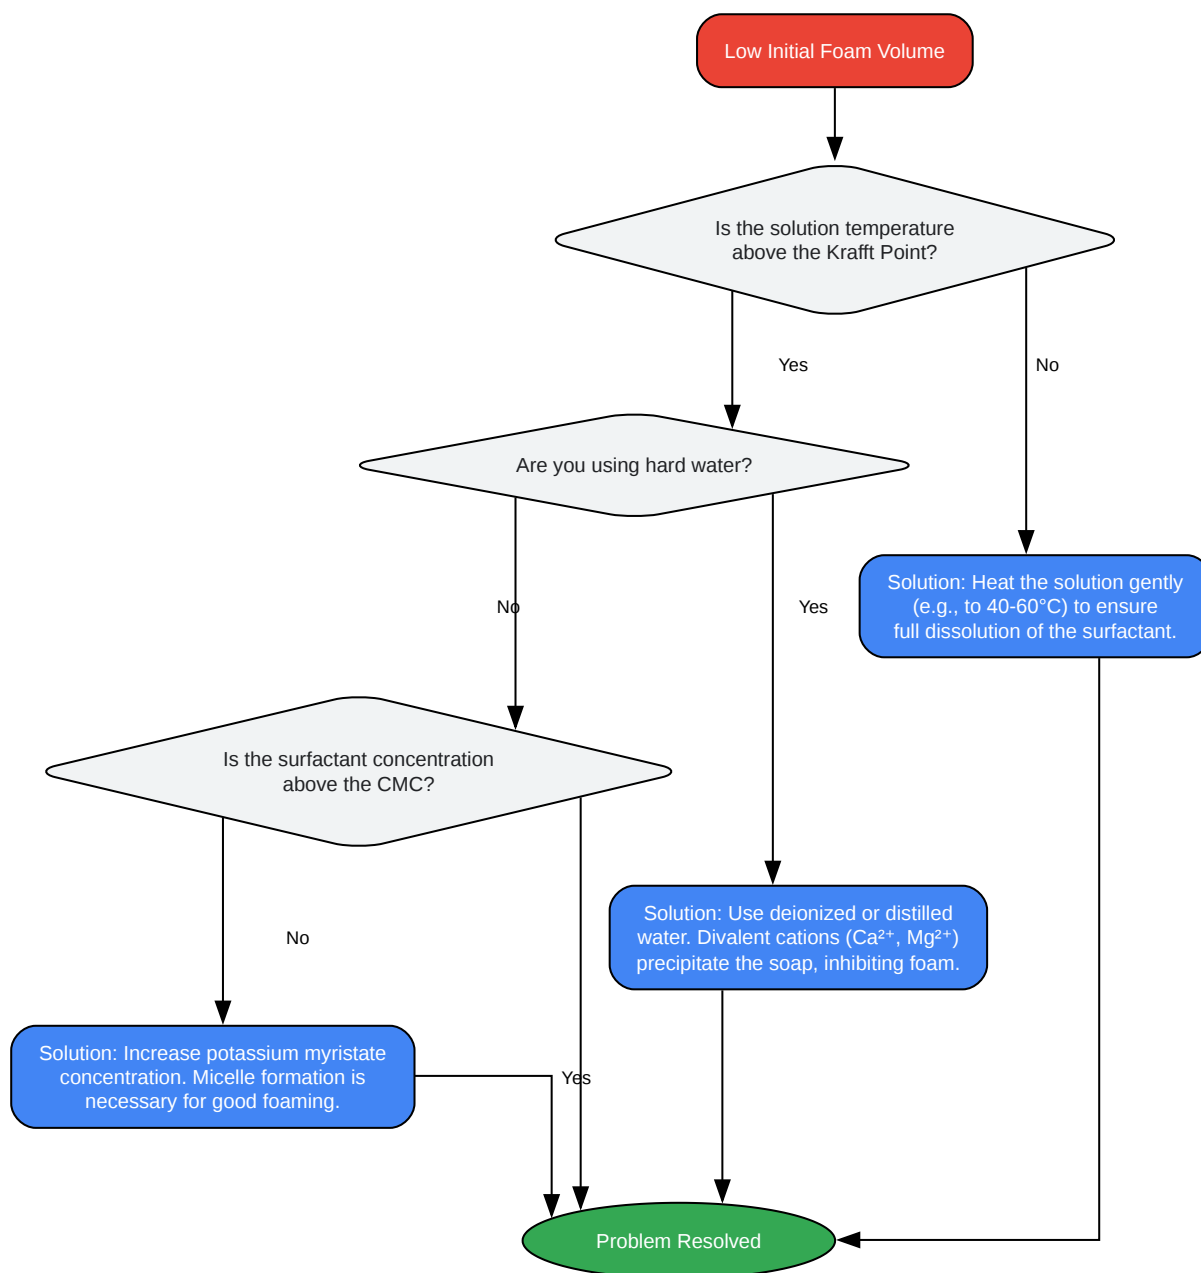 Low Initial Foam Volume
Is the solution temperature
above the Krafft Point?
Yes
No
Are you using hard water?
Solution: Heat the solution gently
(e.g., to 40-60°C) to ensure
full dissolution of the surfactant.
No
Yes
Is the surfactant concentration
above the CMC?
Solution: Use deionized or distilled
water. Divalent cations (Ca²⁺, Mg²⁺)
precipitate the soap, inhibiting foam.
No
Solution: Increase potassium myristate
concentration. Micelle formation is
necessary for good foaming.
Yes
Problem Resolved